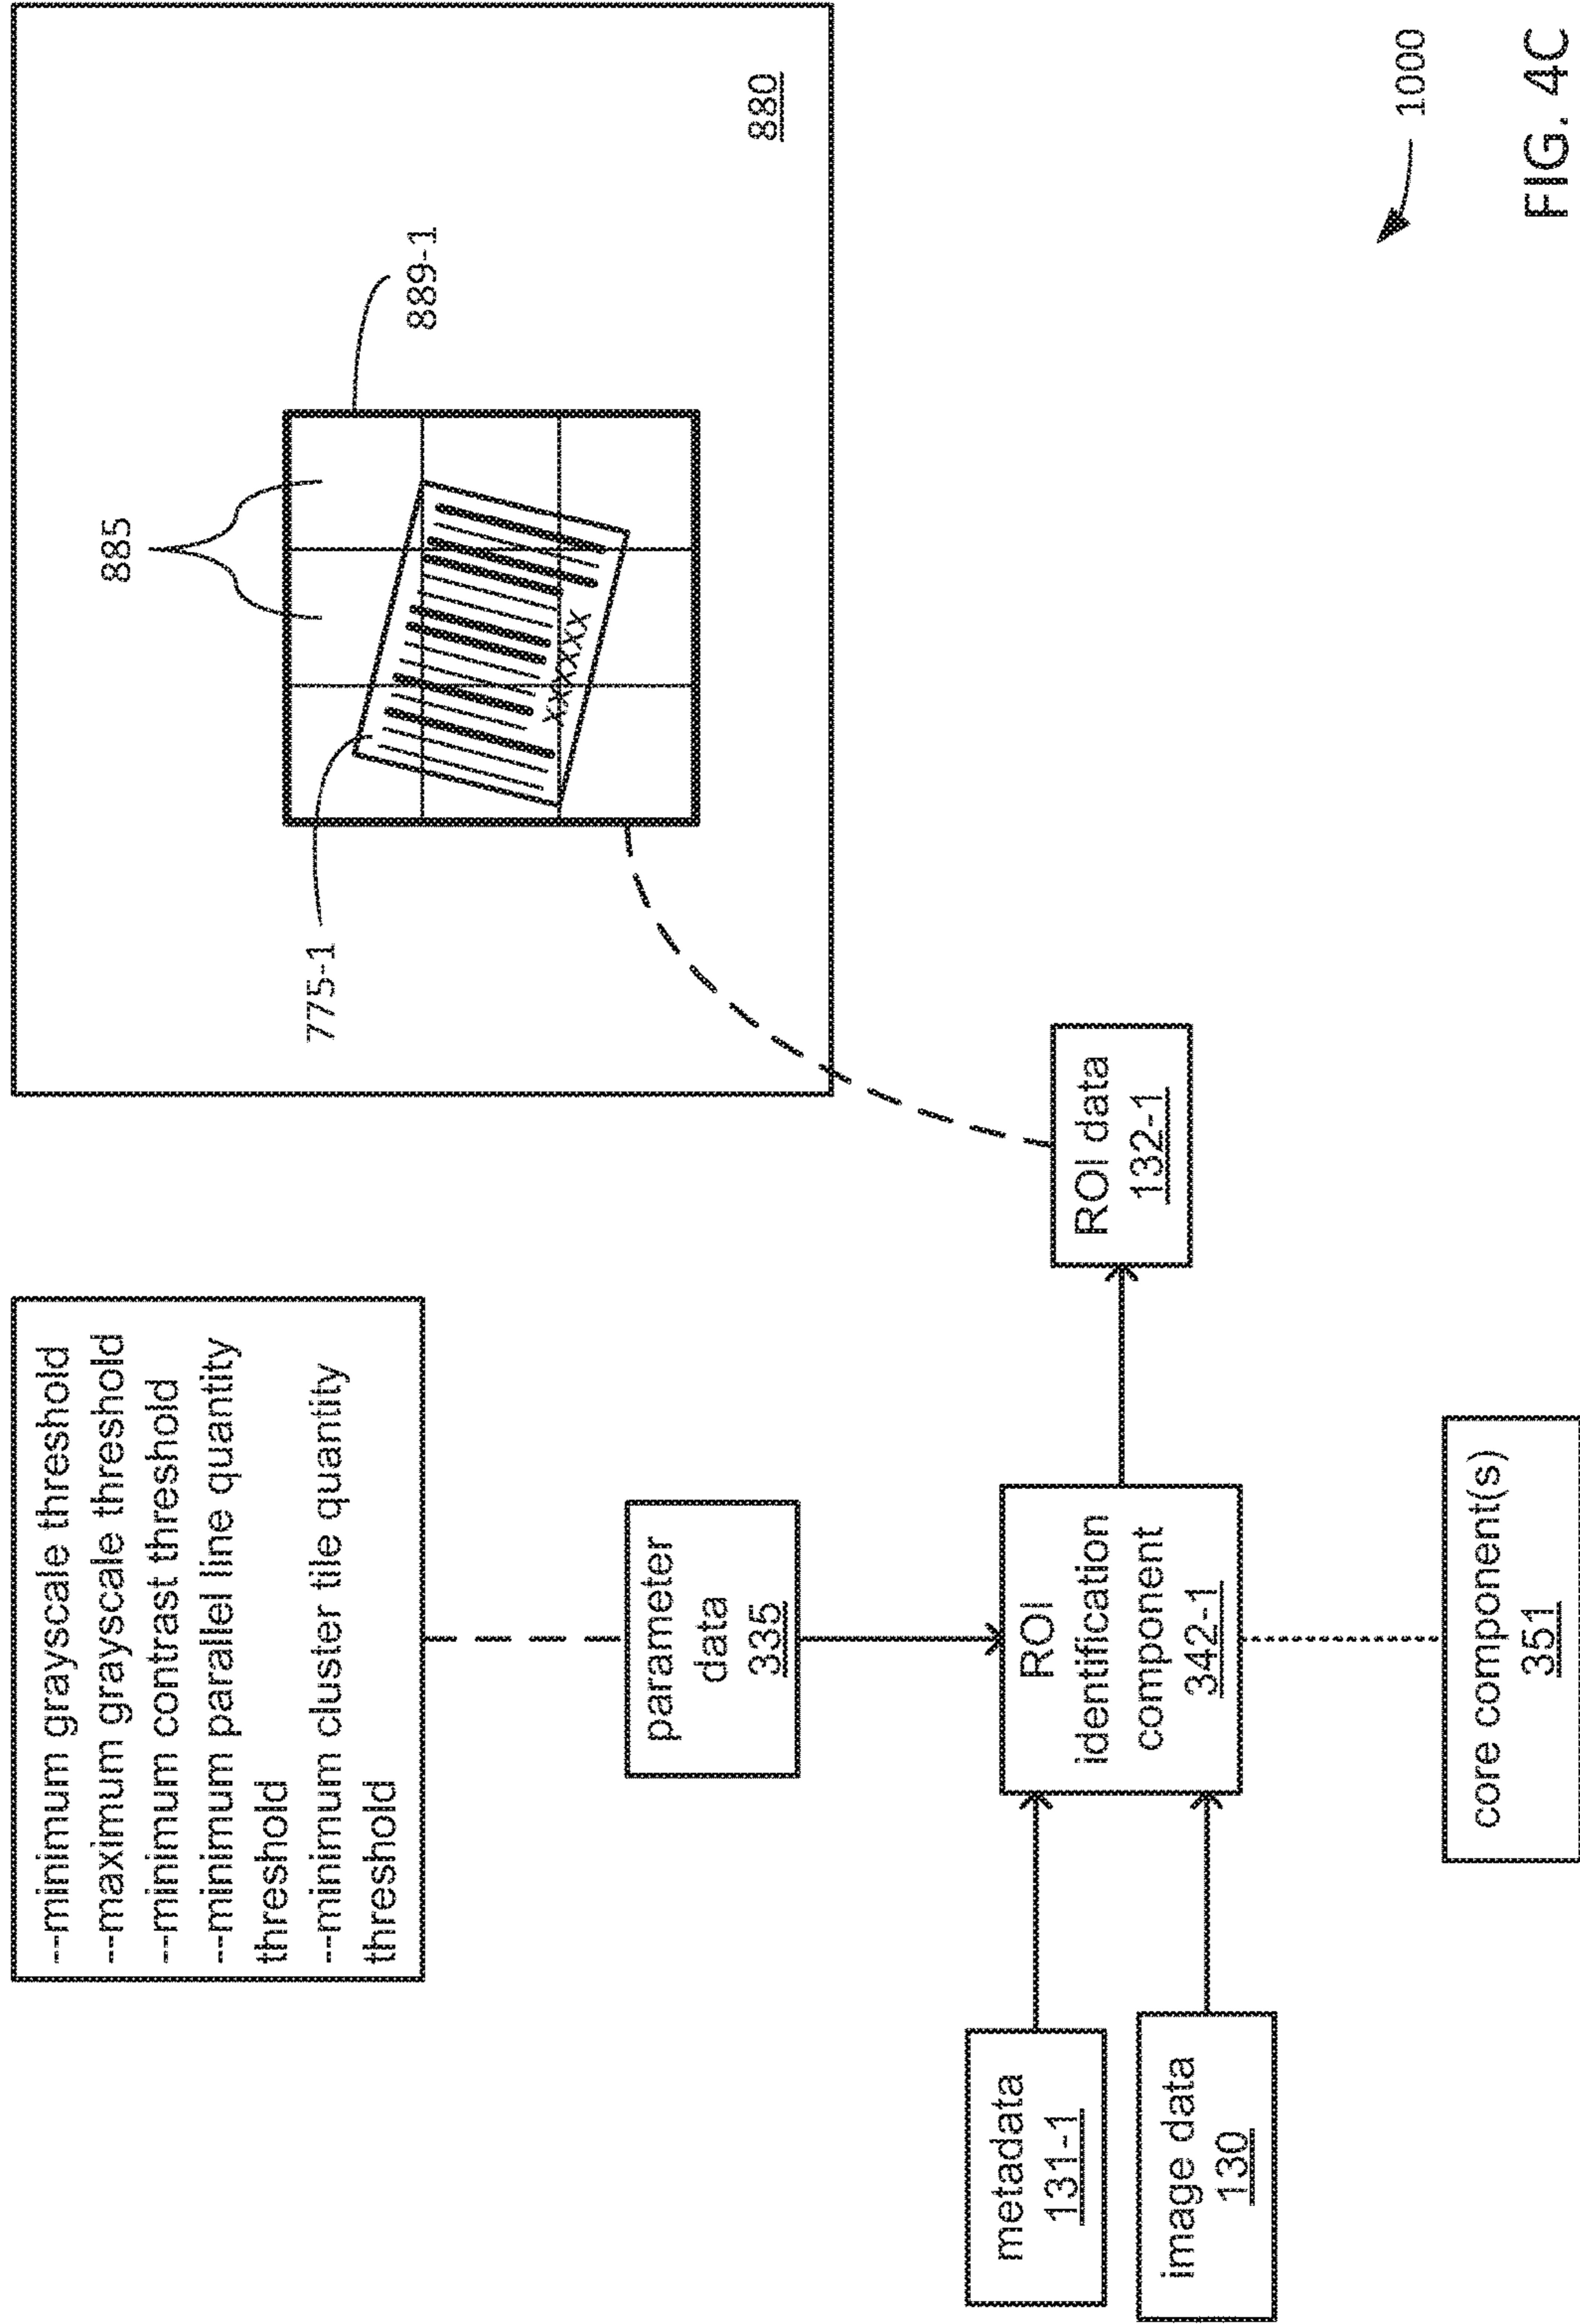 ---minimum grayscale threshold
---maximum grayscale threshold
---minimum contrast threshold
---minimum parallel line quantity
threshold
---minimum cluster tile quantity
threshold
885
889-1
775-1
XXXXXX
880
parameter
data
335
metadata
131-1
image data
130
ROI
identification
component
342-1
ROI data
132-1
core component(s)
351
1000
FIG. 4C